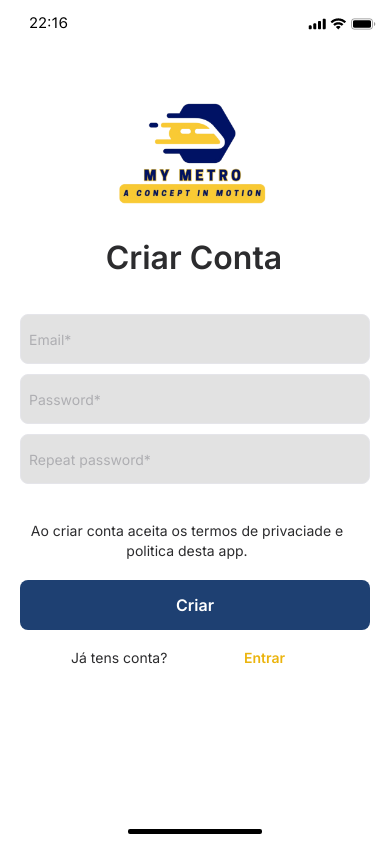 22:16
MY METRO
A CONCEPT IN MOTION
Criar Conta
Email*
Password*
Repeat password*
Ao criar conta aceita os termos de privaciade e
politica desta app.
Criar
Já tens conta? Entrar